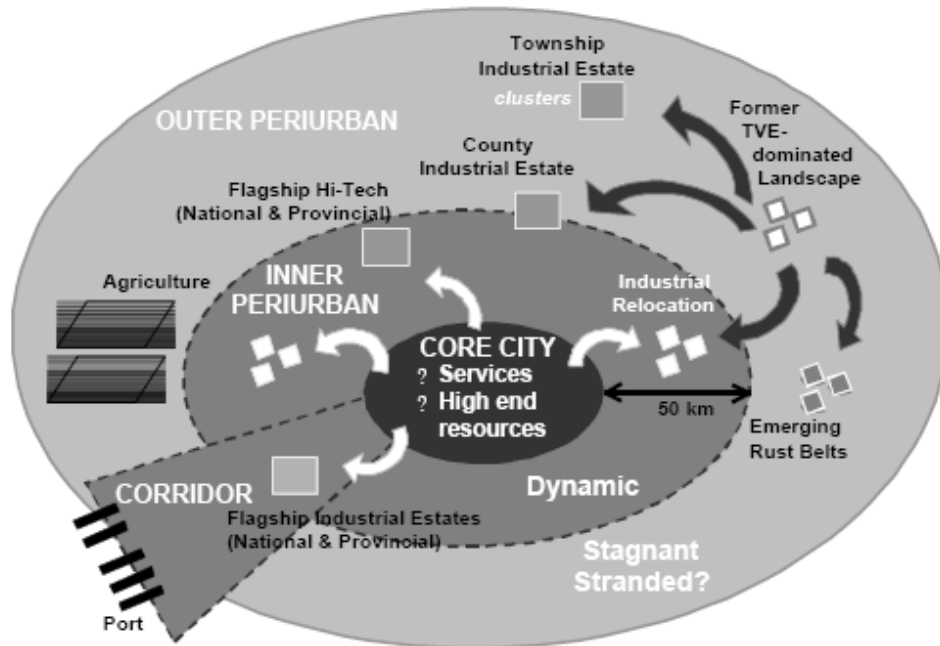 Township
Industrial Estate
clusters
OUTER PERIURBAN
Former
TVE-
dominated
Landscape
County
Industrial Estate
Flagship Hi-Tech
(National & Provincial)
Agriculture
INNER
PERIURBAN
Industrial
Relocation
CORE CITY
? Services
? High end
resources
50 km
Emerging
Rust Belts
CORRIDOR
Dynamic
Flagship Industrial Estates
(National & Provincial)
Stagnant
Stranded?
Port